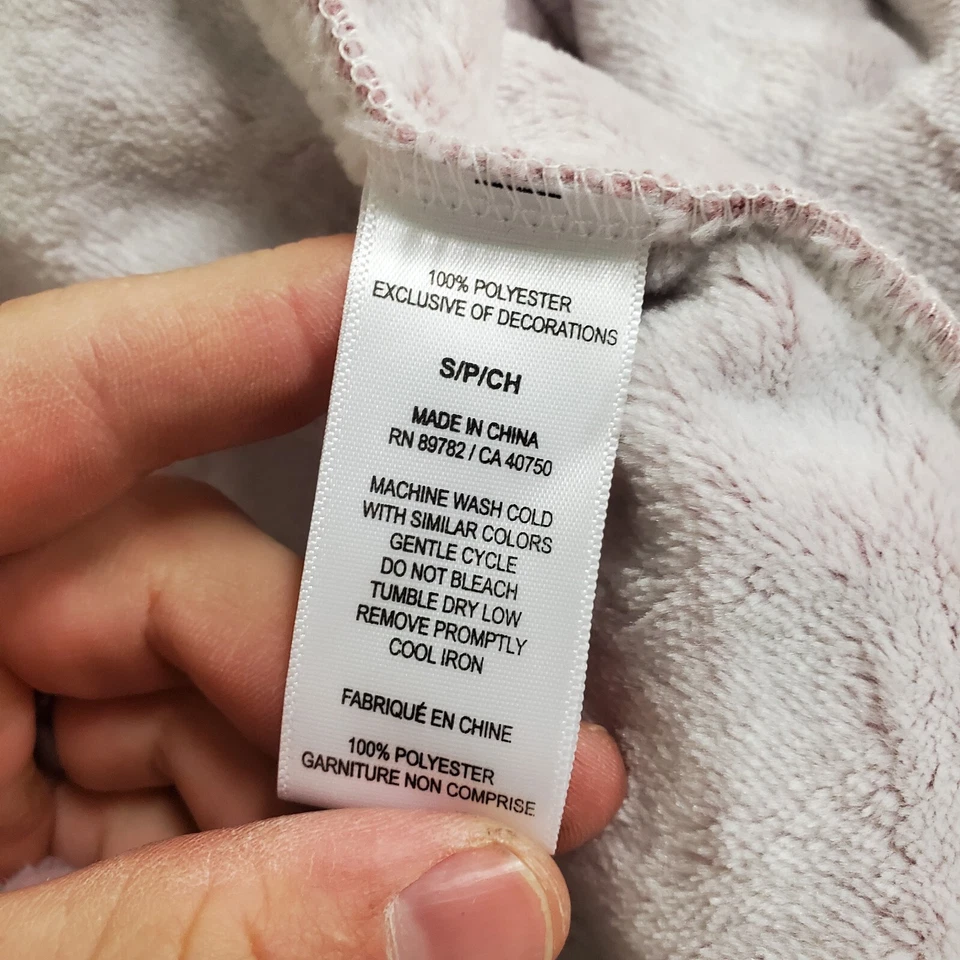 100% POLYESTER
EXCLUSIVE OF DECORATIONS
S/P/CH
MADE IN CHINA
RN 89782 / CA 40750
MACHINE WASH COLD
WITH SIMILAR COLORS
GENTLE CYCLE
DO NOT BLEACH
TUMBLE DRY LOW
REMOVE PROMPTLY
COOL IRON
FABRIQUÉ EN CHINE
100% POLYESTER
GARNITURE NON COMPRISE